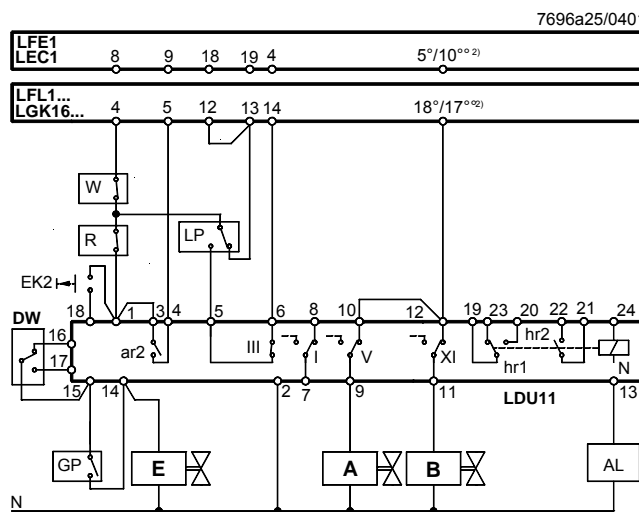 7696a25/0401
LFE1
LEC1
8 9 18 19 4 5°/10°° 2)
LFL1...
LGK16...
4 5 12 13 14 18°/17°° 2)
W
R LP
EK2
DW 18 1 3 4 5 6 8 10 12 19 23 20 22 21 24
16 ar2 III I V XI hr1 hr2 N
17
15 14 2 7 9 11 LDU11 13
GP E A B AL
N